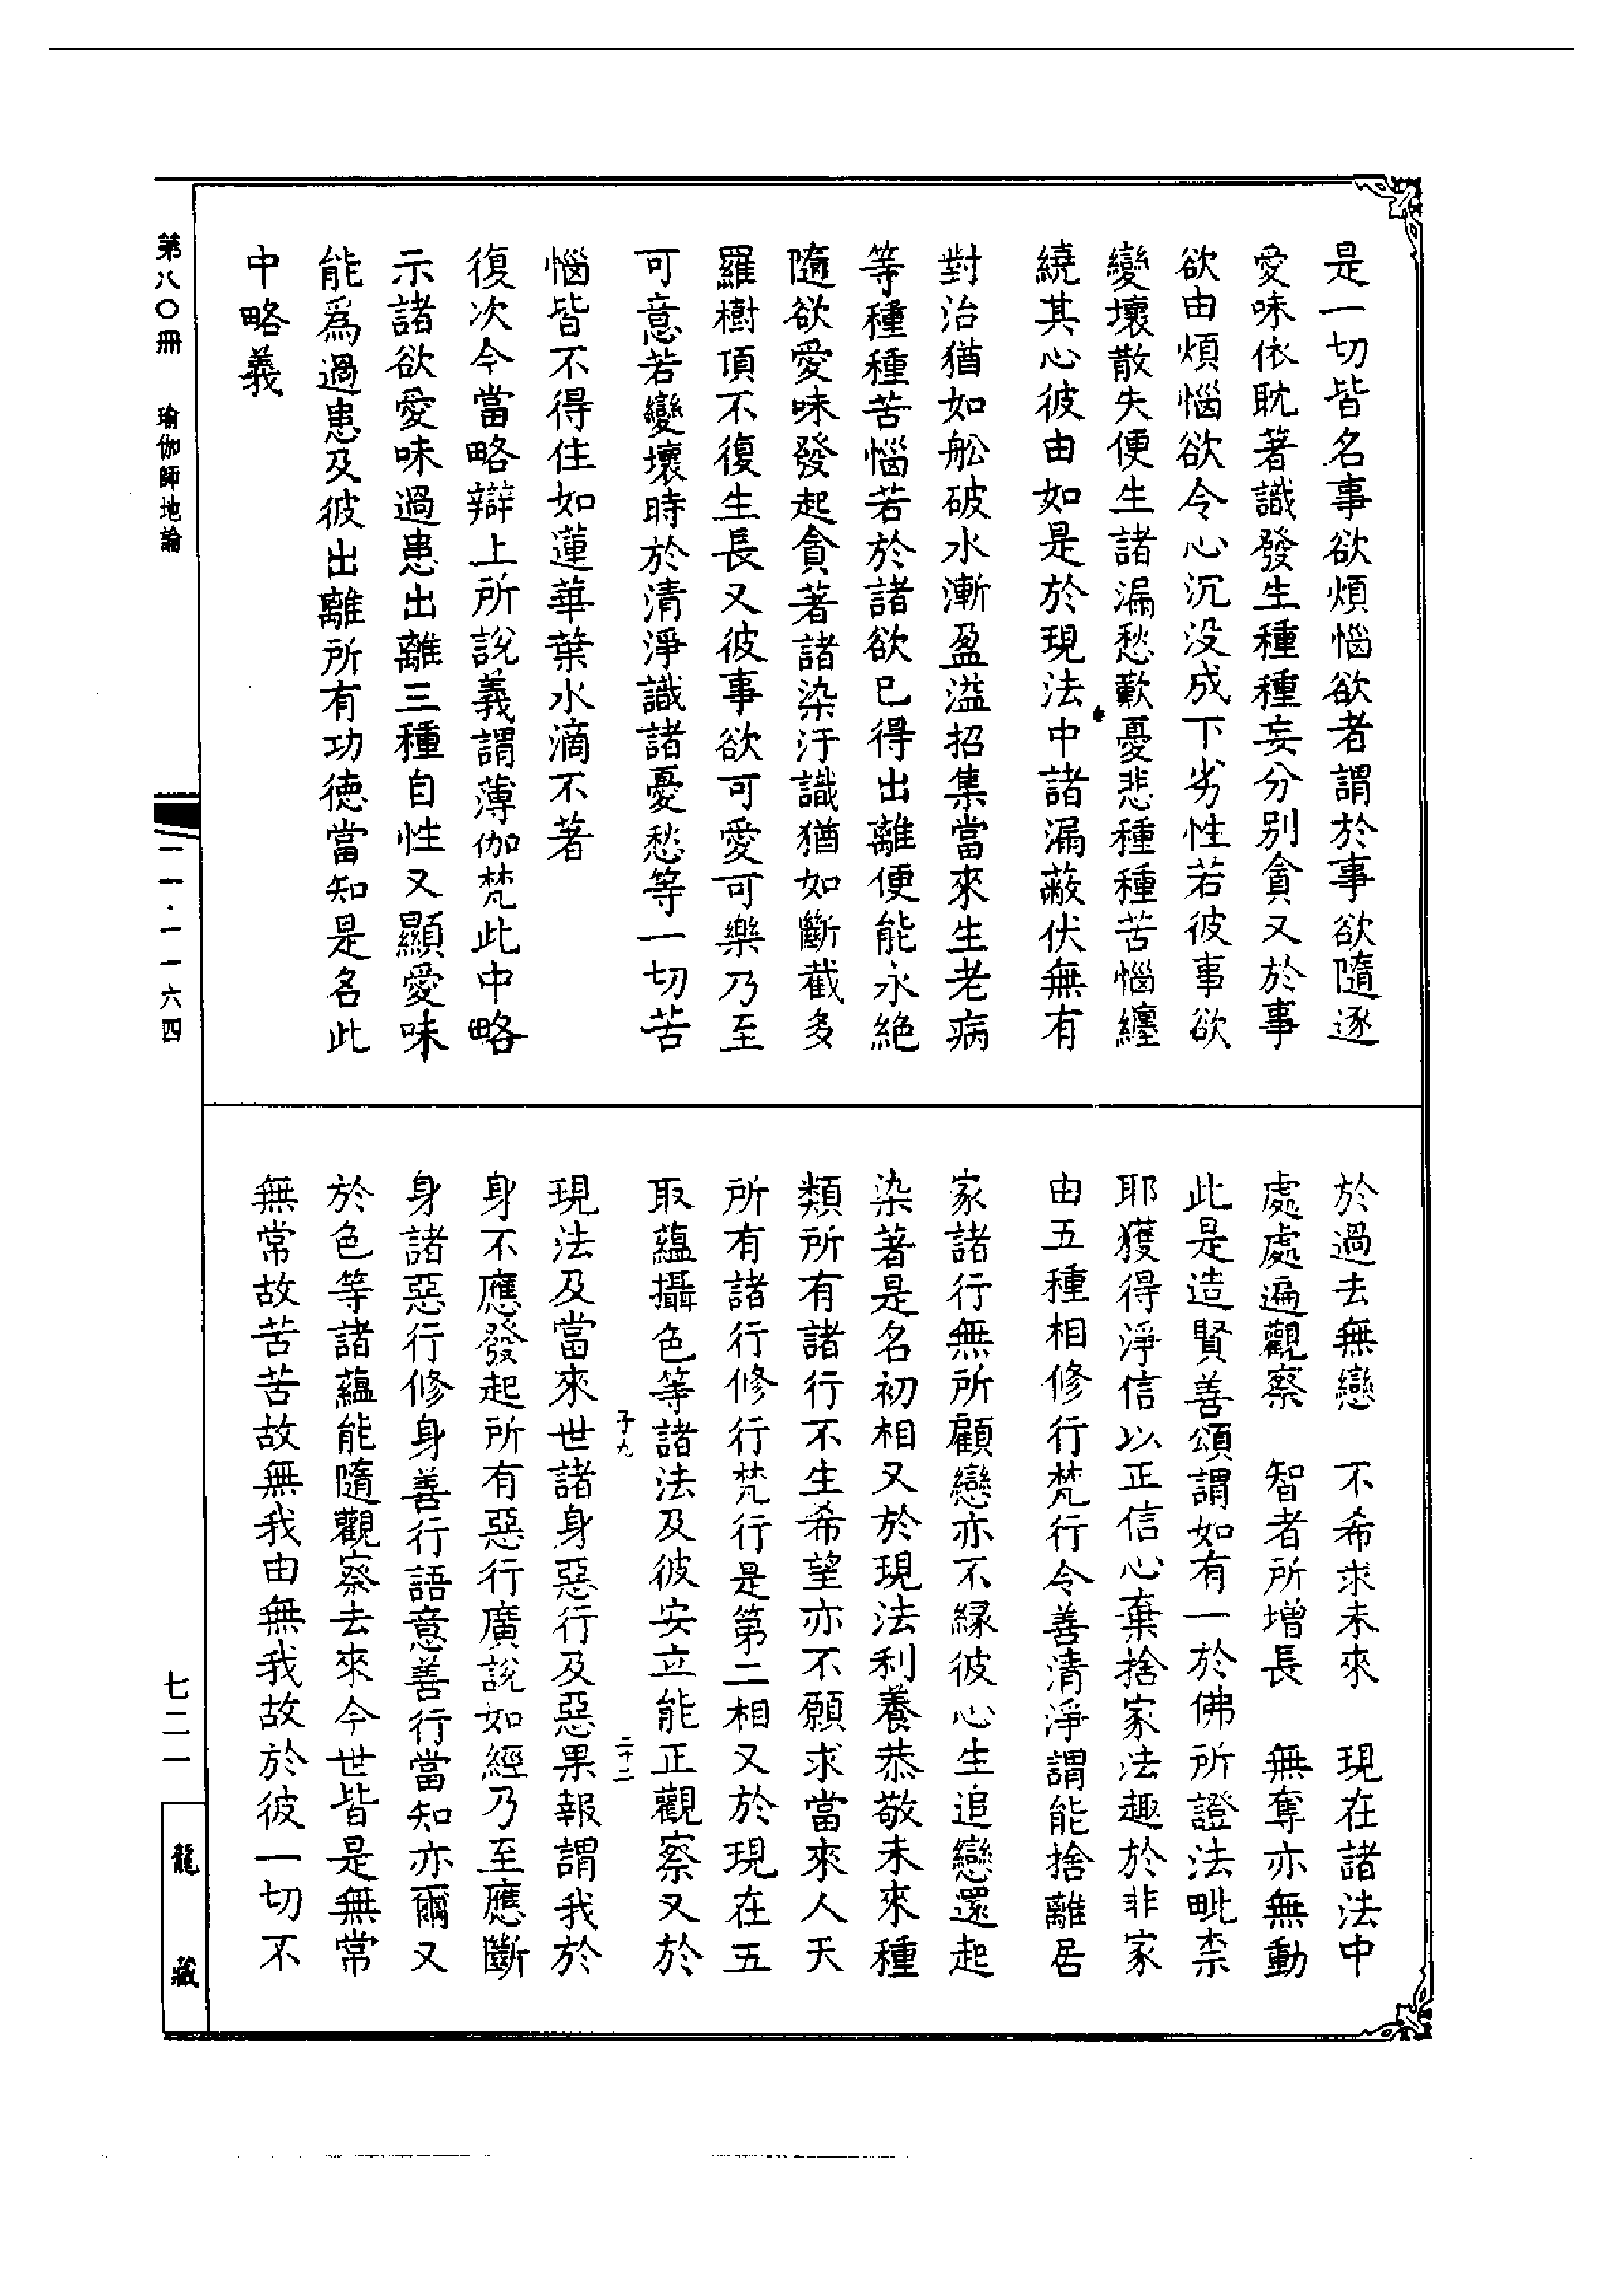 是一切皆名事欲煩惱欲者謂於事欲隨逐
愛味依耽著識發生種種妄分别貪又於事
欲由煩惱欲令心沉没成下劣性若彼事欲
變壞散失便生諸漏愁歎憂悲種種苦惱纏
繞其心彼由如是於現法中諸漏蔽伏無有
對治猶如舩破水漸盈溢招集當來生老病
等種種苦惱若於諸欲已得出離便能永絕
隨欲愛味發起貪著諸染汙識猶如斷截多
羅樹頂不復生長又彼事欲可愛可樂乃至
可意若變壞時於清淨識諸憂愁等一切苦
惱皆不得住如蓮華葉水滴不著
復次今當略辯上所說義謂薄伽梵此中略
示諸欲愛味過患出離三種自性又顯愛味
能爲過患及彼出離所有功德當知是名此
中略義
於過去無戀　不希求未來　現在諸法中
處處遍觀察　智者所增長　無奪亦無動
此是造賢善頌謂如有一於佛所證法毗柰
耶獲得淨信以正信心棄捨家法趣於非家
由五種相修行梵行令善清淨謂能捨離居
家諸行無所顧戀亦不緣彼心生追戀還起
染著是名初相又於現法利養恭敬未來種
類所有諸行不生希望亦不願求當來人天
所有諸行修行梵行是第二相又於現在五
取蘊攝色等諸法及彼安立能正觀察又於
子九
二十二
現法及當來世諸身惡行及惡果報謂我於
身不應發起所有惡行廣說如經乃至應斷
身諸惡行修身善行語意善行當知亦爾又
於色等諸蘊能隨觀察去來今世皆是無常
無常故苦苦故無我由無我故於彼一切不
第八〇冊　瑜伽師地論
一一·一一六四
七二一
龍藏